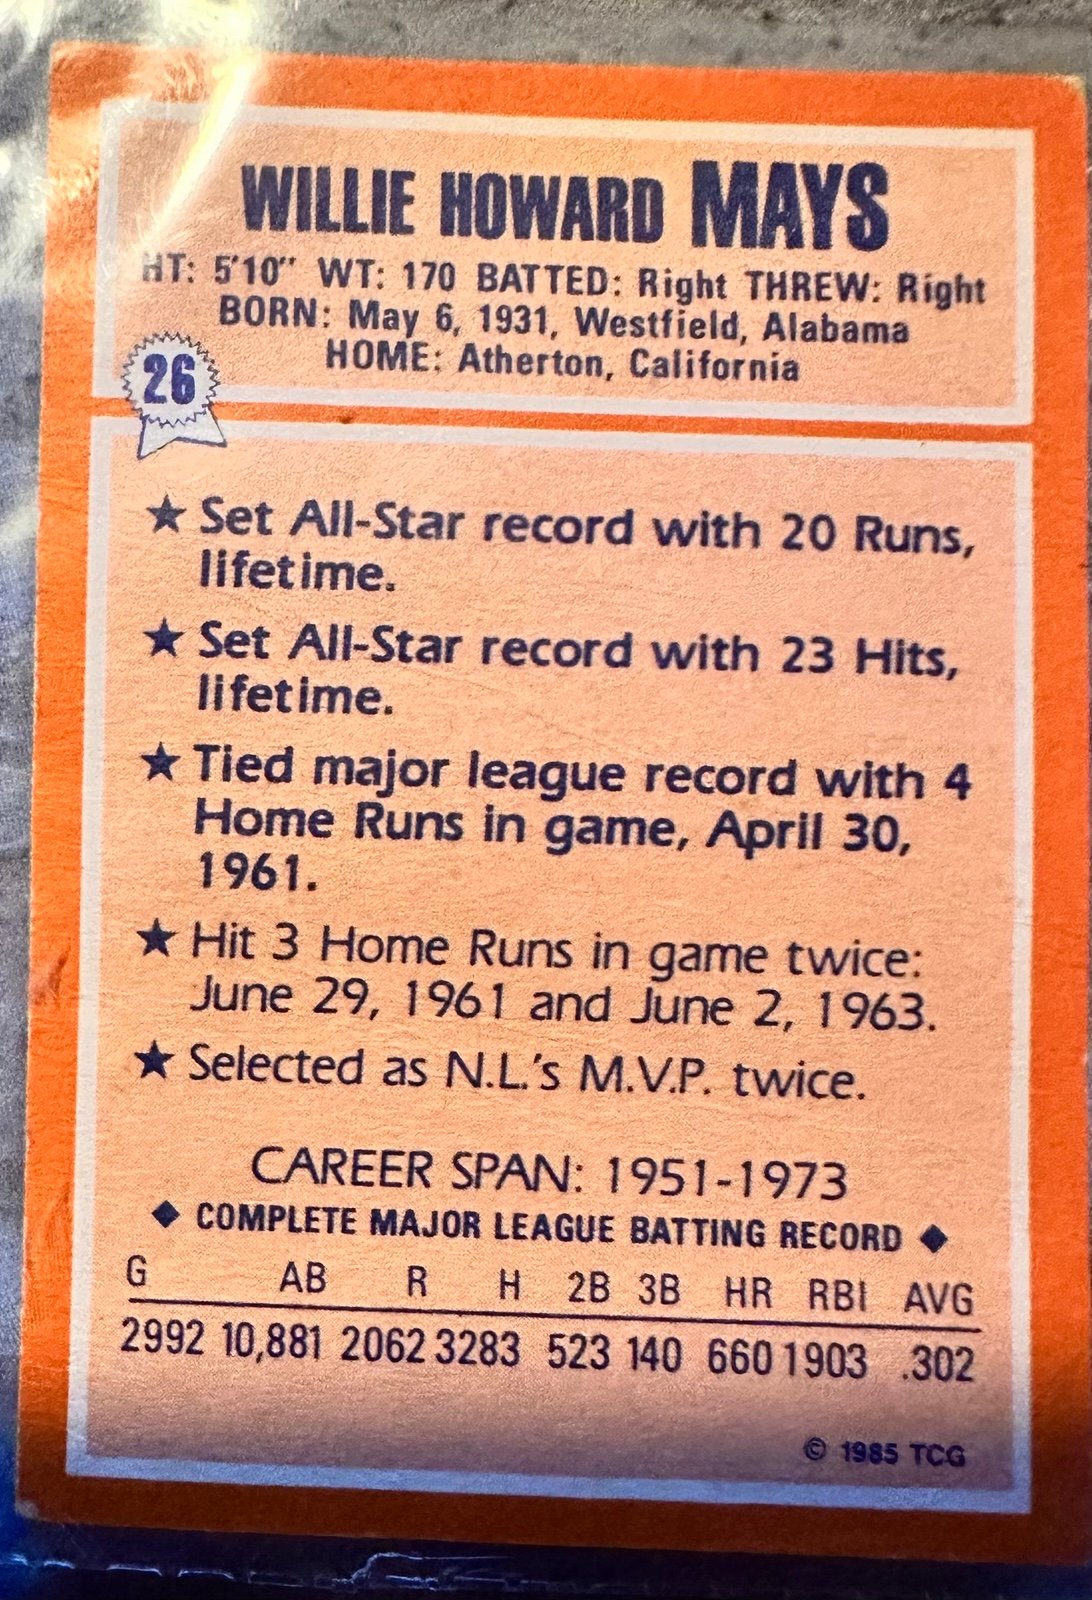 WILLIE HOWARD MAYS
HT: 5'10" WT: 170 BATTED: Right THREW: Right
BORN: May 6, 1931, Westfield, Alabama
HOME: Atherton, California
26
★ Set All-Star record with 20 Runs,
lifetime.
★ Set All-Star record with 23 Hits,
lifetime.
★ Tied major league record with 4
Home Runs in game, April 30,
1961.
★ Hit 3 Home Runs in game twice:
June 29, 1961 and June 2, 1963.
★ Selected as N.L.'s M.V.P. twice.
CAREER SPAN: 1951-1973
◆ COMPLETE MAJOR LEAGUE BATTING RECORD ◆
G AB R H 2B 3B HR RBI AVG
2992 10,881 2062 3283 523 140 660 1903 .302
© 1985 TCG